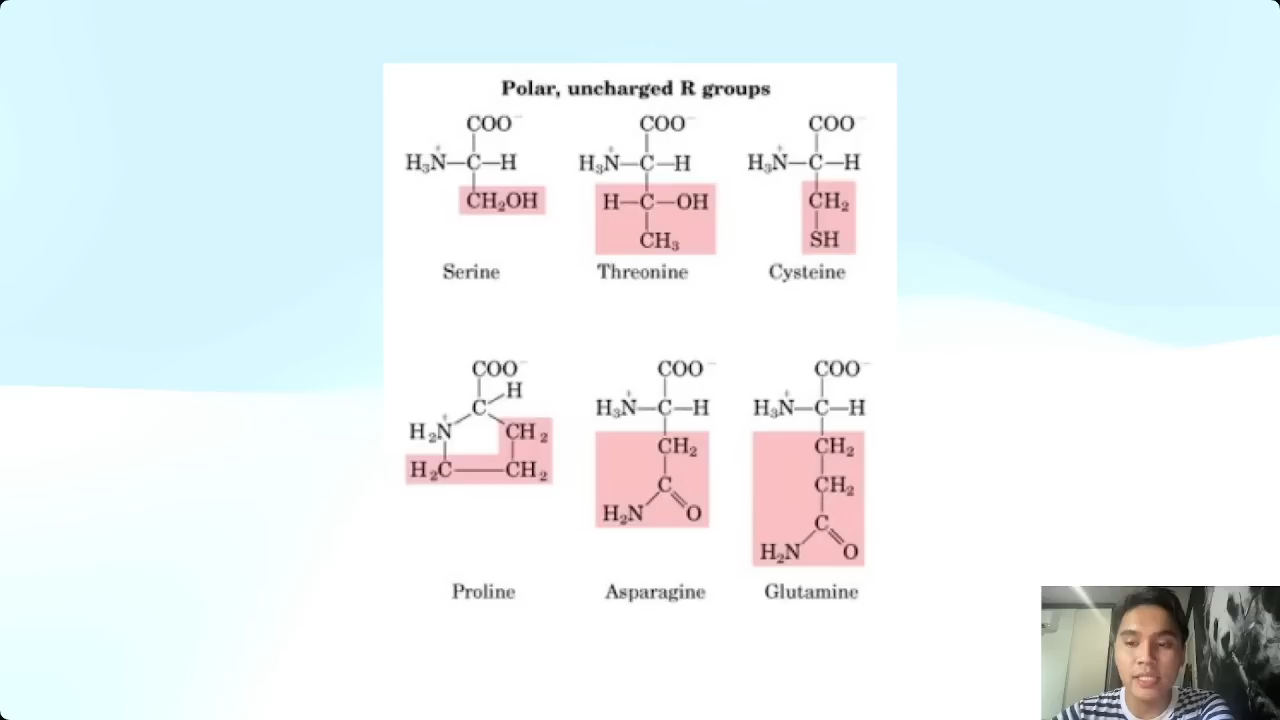 Polar, uncharged R groups
COO⁻ COO⁻ COO⁻
H₃N⁺—C—H H₃N⁺—C—H H₃N⁺—C—H
CH₂OH H—C—OH CH₂
CH₃ SH
Serine Threonine Cysteine
COO⁻ COO⁻ COO⁻
H
C H₃N⁺—C—H H₃N⁺—C—H
H₂N⁺ CH₂ CH₂ CH₂
H₂C—CH₂ C CH₂
H₂N O C
H₂N O
Proline Asparagine Glutamine